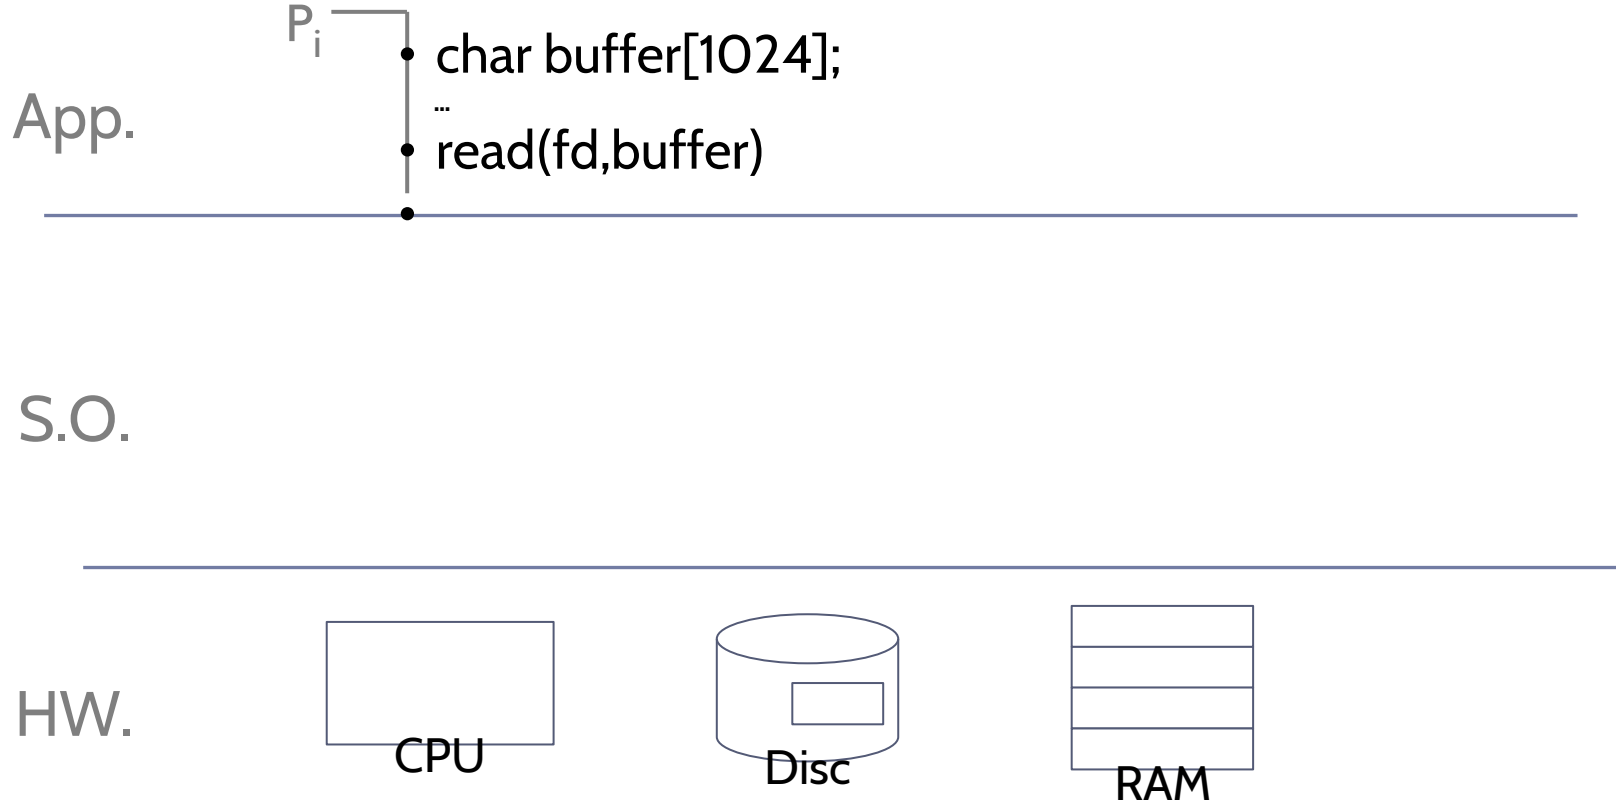 Pi
char buffer[1024];
...
App.
read(fd,buffer)
S.O.
HW.
CPU
Disc
RAM